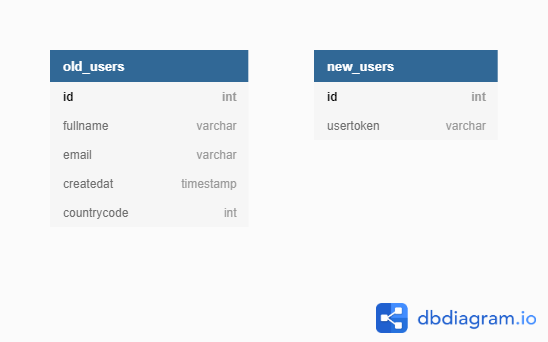 old_users
id int
fullname varchar
email varchar
createdat timestamp
countrycode int
new_users
id int
usertoken varchar
dbdiagram.io